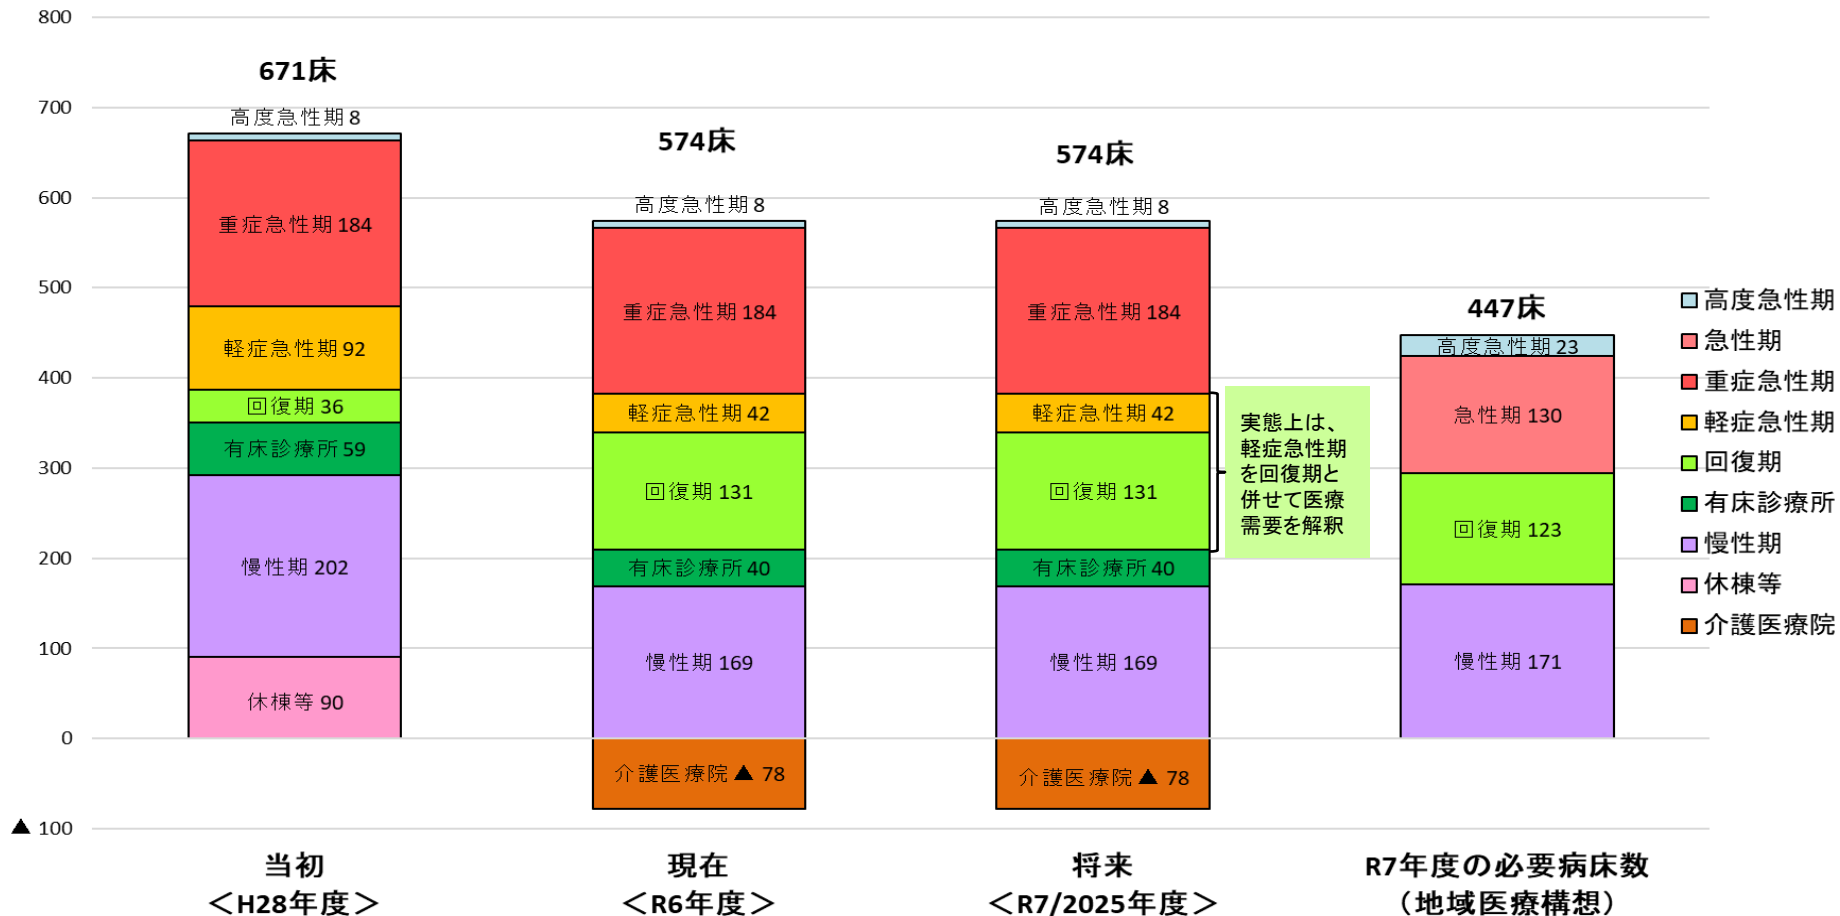 800
700
600
500
400
300
200
100
0
▲ 100
671床
高度急性期 8
重症急性期 184
軽症急性期 92
回復期 36
有床診療所 59
慢性期 202
休棟等 90
574床
高度急性期 8
重症急性期 184
軽症急性期 42
回復期 131
有床診療所 40
慢性期 169
介護医療院 ▲ 78
574床
高度急性期 8
重症急性期 184
軽症急性期 42
回復期 131
有床診療所 40
慢性期 169
介護医療院 ▲ 78
実態上は、
軽症急性期
を回復期と
併せて医療
需要を解釈
447床
高度急性期 23
急性期 130
回復期 123
慢性期 171
高度急性期
急性期
重症急性期
軽症急性期
回復期
有床診療所
慢性期
休棟等
介護医療院
当初
＜H28年度＞
現在
＜R6年度＞
将来
＜R7/2025年度＞
R7年度の必要病床数
（地域医療構想）